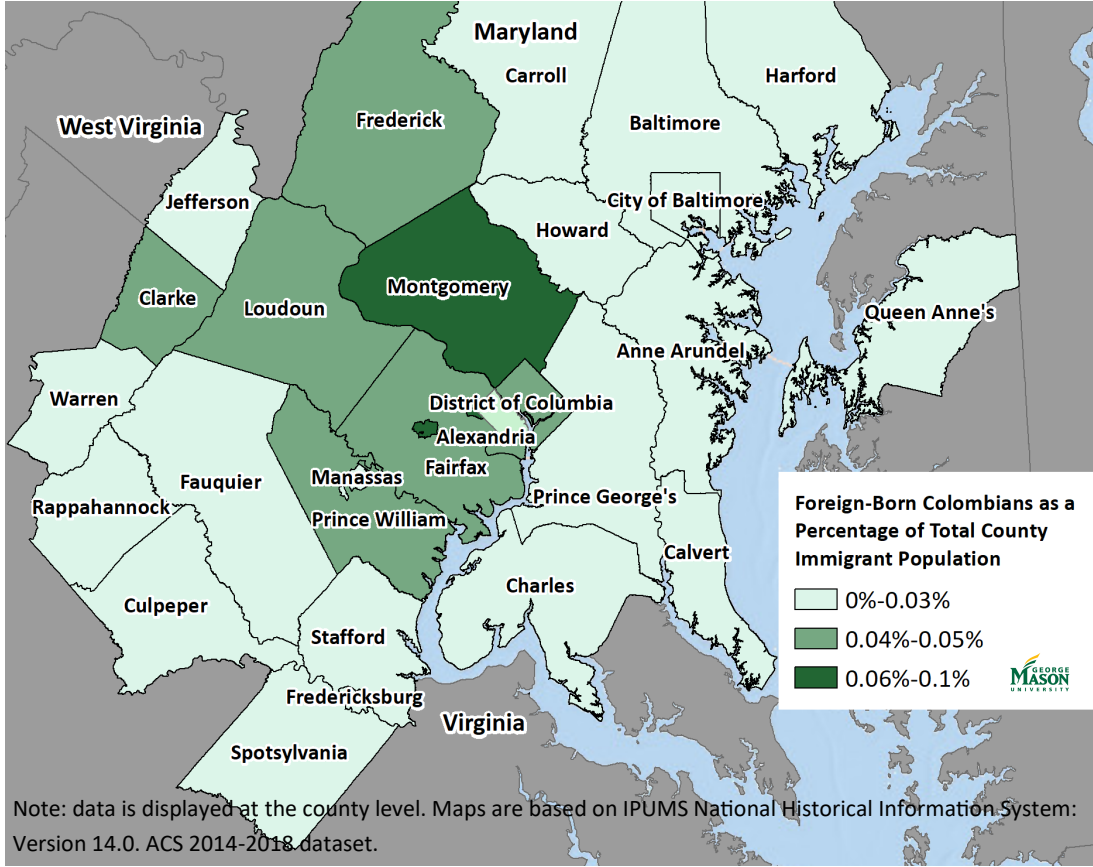 Maryland
Carroll
Harford
Frederick
Baltimore
West Virginia
Jefferson
City of Baltimore
Howard
Montgomery
Clarke
Loudoun
Queen Anne's
Anne Arundel
Warren
District of Columbia
Alexandria
Fairfax
Manassas
Fauquier
Rappahannock
Prince George's
Prince William
Calvert
Charles
Culpeper
Stafford
Fredericksburg
Virginia
Spotsylvania
Foreign-Born Colombians as a
Percentage of Total County
Immigrant Population
0%-0.03%
0.04%-0.05%
0.06%-0.1%
GEORGE
MASON
UNIVERSITY
Note: data is displayed at the county level. Maps are based on IPUMS National Historical Information System:
Version 14.0. ACS 2014-2018 dataset.